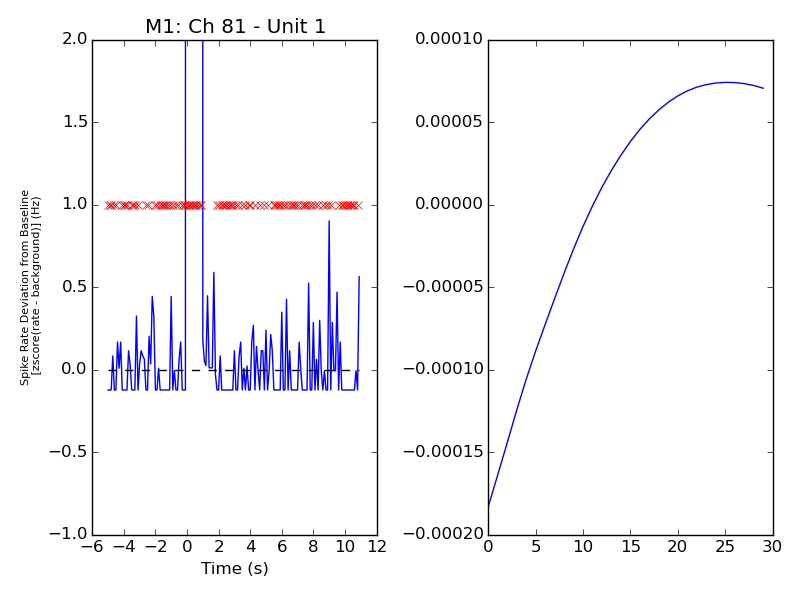 M1: Ch 81 - Unit 1
2.0
1.5
1.0
0.5
0.0
−0.5
−1.0
Spike Rate Deviation from Baseline
[zscore(rate - background)] (Hz)
−6 −4 −2 0 2 4 6 8 10 12
Time (s)
0.00010
0.00005
0.00000
−0.00005
−0.00010
−0.00015
−0.00020
0 5 10 15 20 25 30